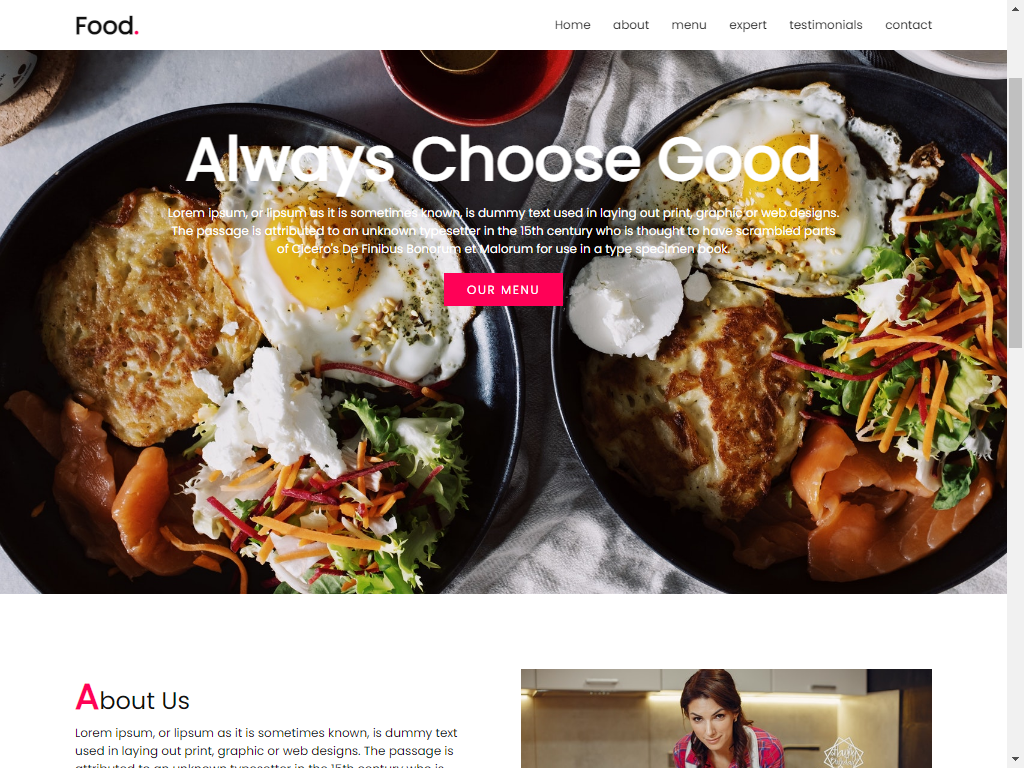 Food.
Home about menu expert testimonials contact
Always Choose Good
Lorem ipsum, or lipsum as it is sometimes known, is dummy text used in laying out print, graphic or web designs.
The passage is attributed to an unknown typesetter in the 15th century who is thought to have scrambled parts
of Cicero's De Finibus Bonorum et Malorum for use in a type specimen book.
OUR MENU
About Us
Lorem ipsum, or lipsum as it is sometimes known, is dummy text
used in laying out print, graphic or web designs. The passage is
attributed to an unknown typesetter in the 15th century who is